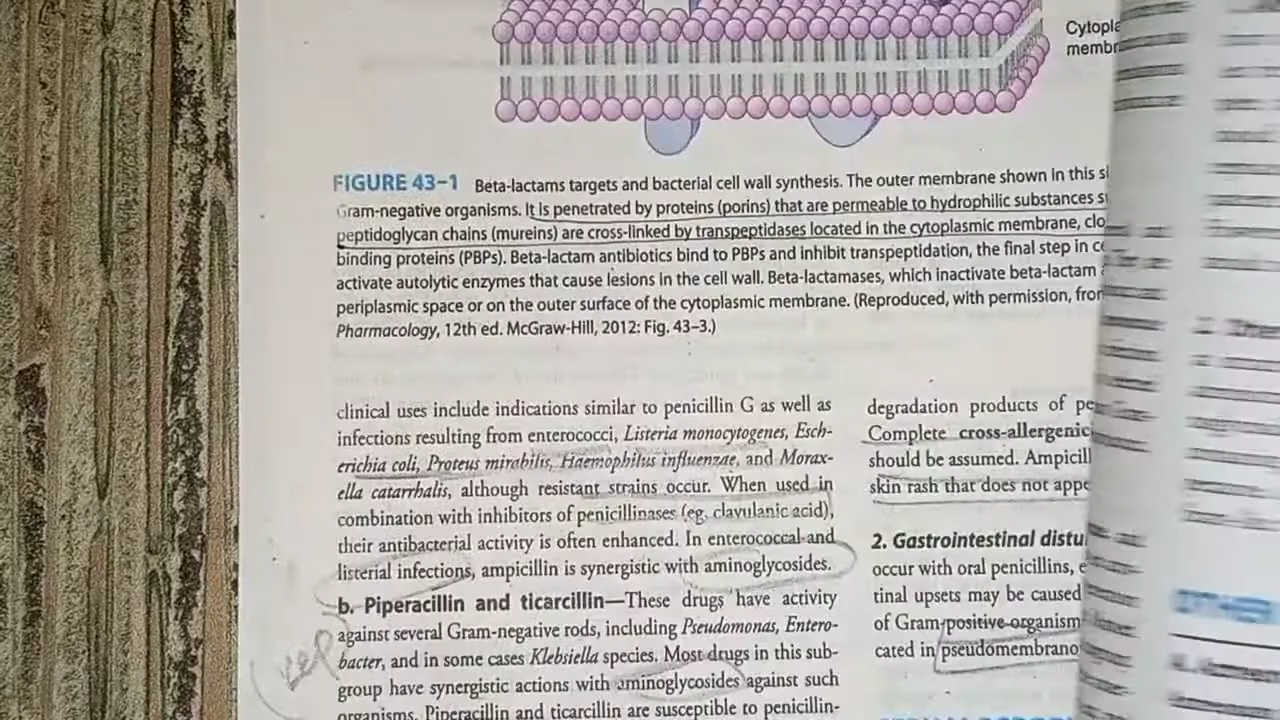 Cytopla
membr
FIGURE 43–1 Beta-lactams targets and bacterial cell wall synthesis. The outer membrane shown in this si
Gram-negative organisms. It is penetrated by proteins (porins) that are permeable to hydrophilic substances s
peptidoglycan chains (mureins) are cross-linked by transpeptidases located in the cytoplasmic membrane, clo
binding proteins (PBPs). Beta-lactam antibiotics bind to PBPs and inhibit transpeptidation, the final step in c
activate autolytic enzymes that cause lesions in the cell wall. Beta-lactamases, which inactivate beta-lactam
periplasmic space or on the outer surface of the cytoplasmic membrane. (Reproduced, with permission, fror
Pharmacology, 12th ed. McGraw-Hill, 2012: Fig. 43–3.)
clinical uses include indications similar to penicillin G as well as
infections resulting from enterococci, Listeria monocytogenes, Esch-
erichia coli, Proteus mirabilis, Haemophilus influenzae, and Morax-
ella catarrhalis, although resistant strains occur. When used in
combination with inhibitors of penicillinases (eg, clavulanic acid),
their antibacterial activity is often enhanced. In enterococcal and
listerial infections, ampicillin is synergistic with aminoglycosides.
b. Piperacillin and ticarcillin—These drugs have activity
against several Gram-negative rods, including Pseudomonas, Entero-
bacter, and in some cases Klebsiella species. Most drugs in this sub-
group have synergistic actions with aminoglycosides against such
organisms. Piperacillin and ticarcillin are susceptible to penicillin-
degradation products of pe
Complete cross-allergenic
should be assumed. Ampicill
skin rash that does not appe
2. Gastrointestinal distu
occur with oral penicillins, e
tinal upsets may be caused
of Gram-positive organism
cated in pseudomembrano